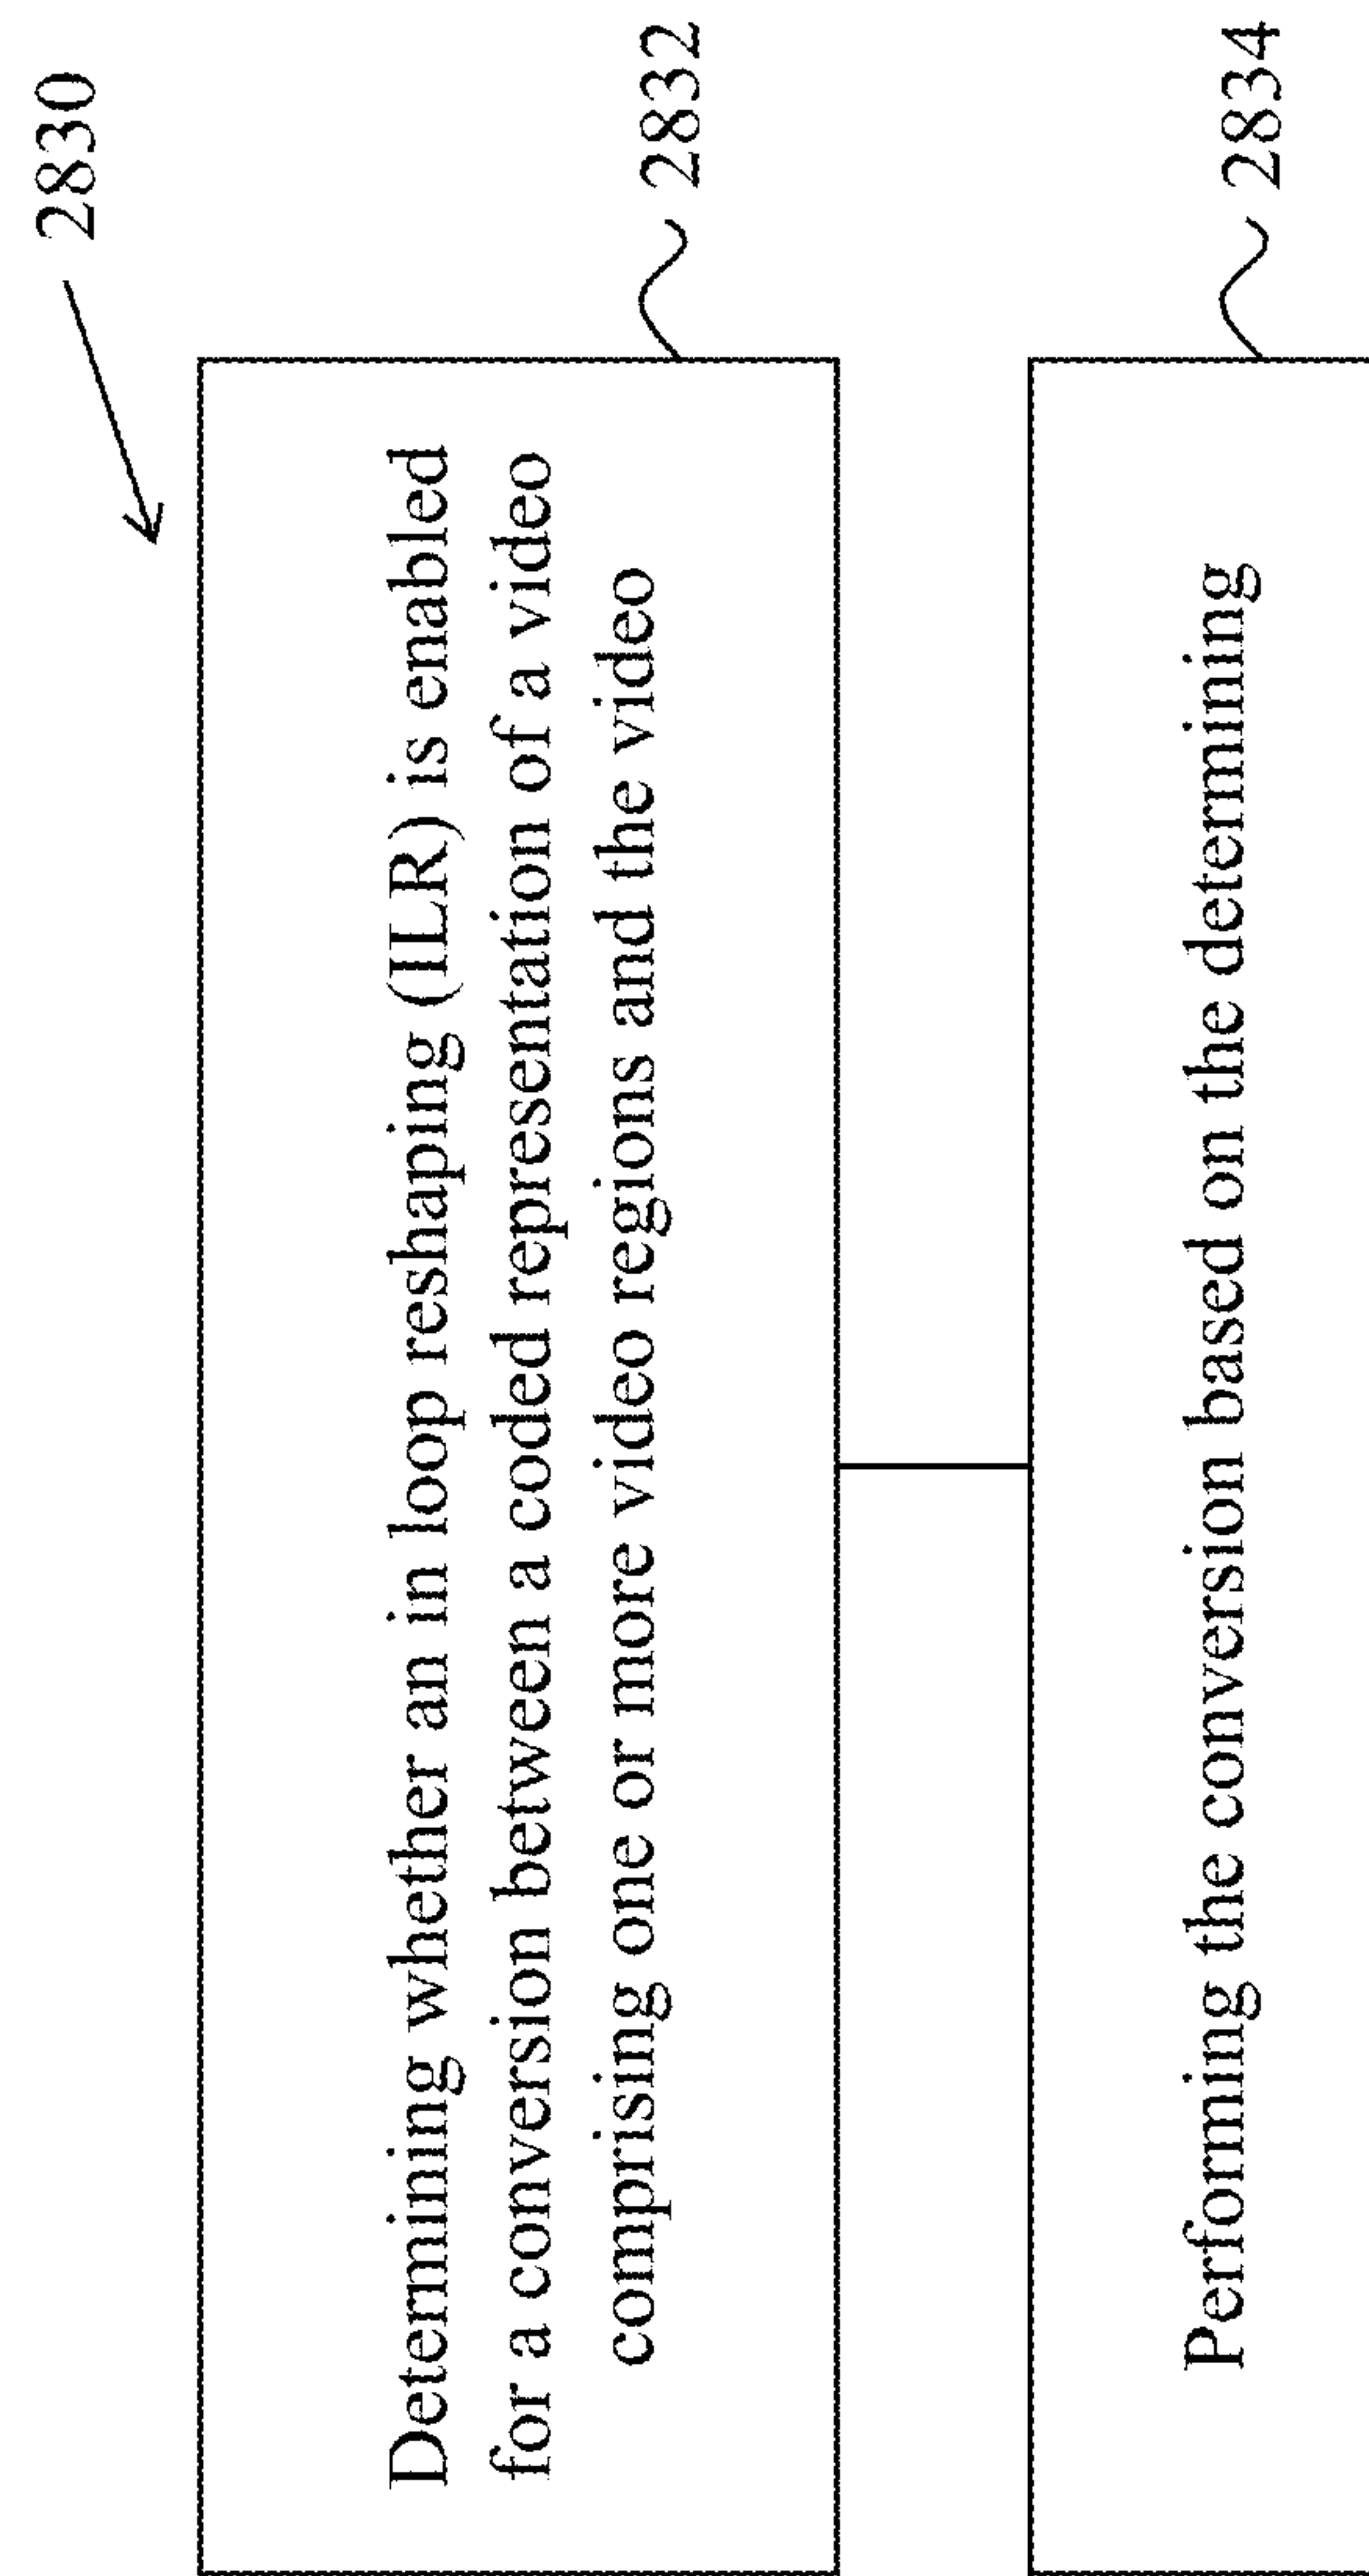 2830
Determining whether an in loop reshaping (ILR) is enabled
for a conversion between a coded representation of a video
comprising one or more video regions and the video
2832
Performing the conversion based on the determining
2834